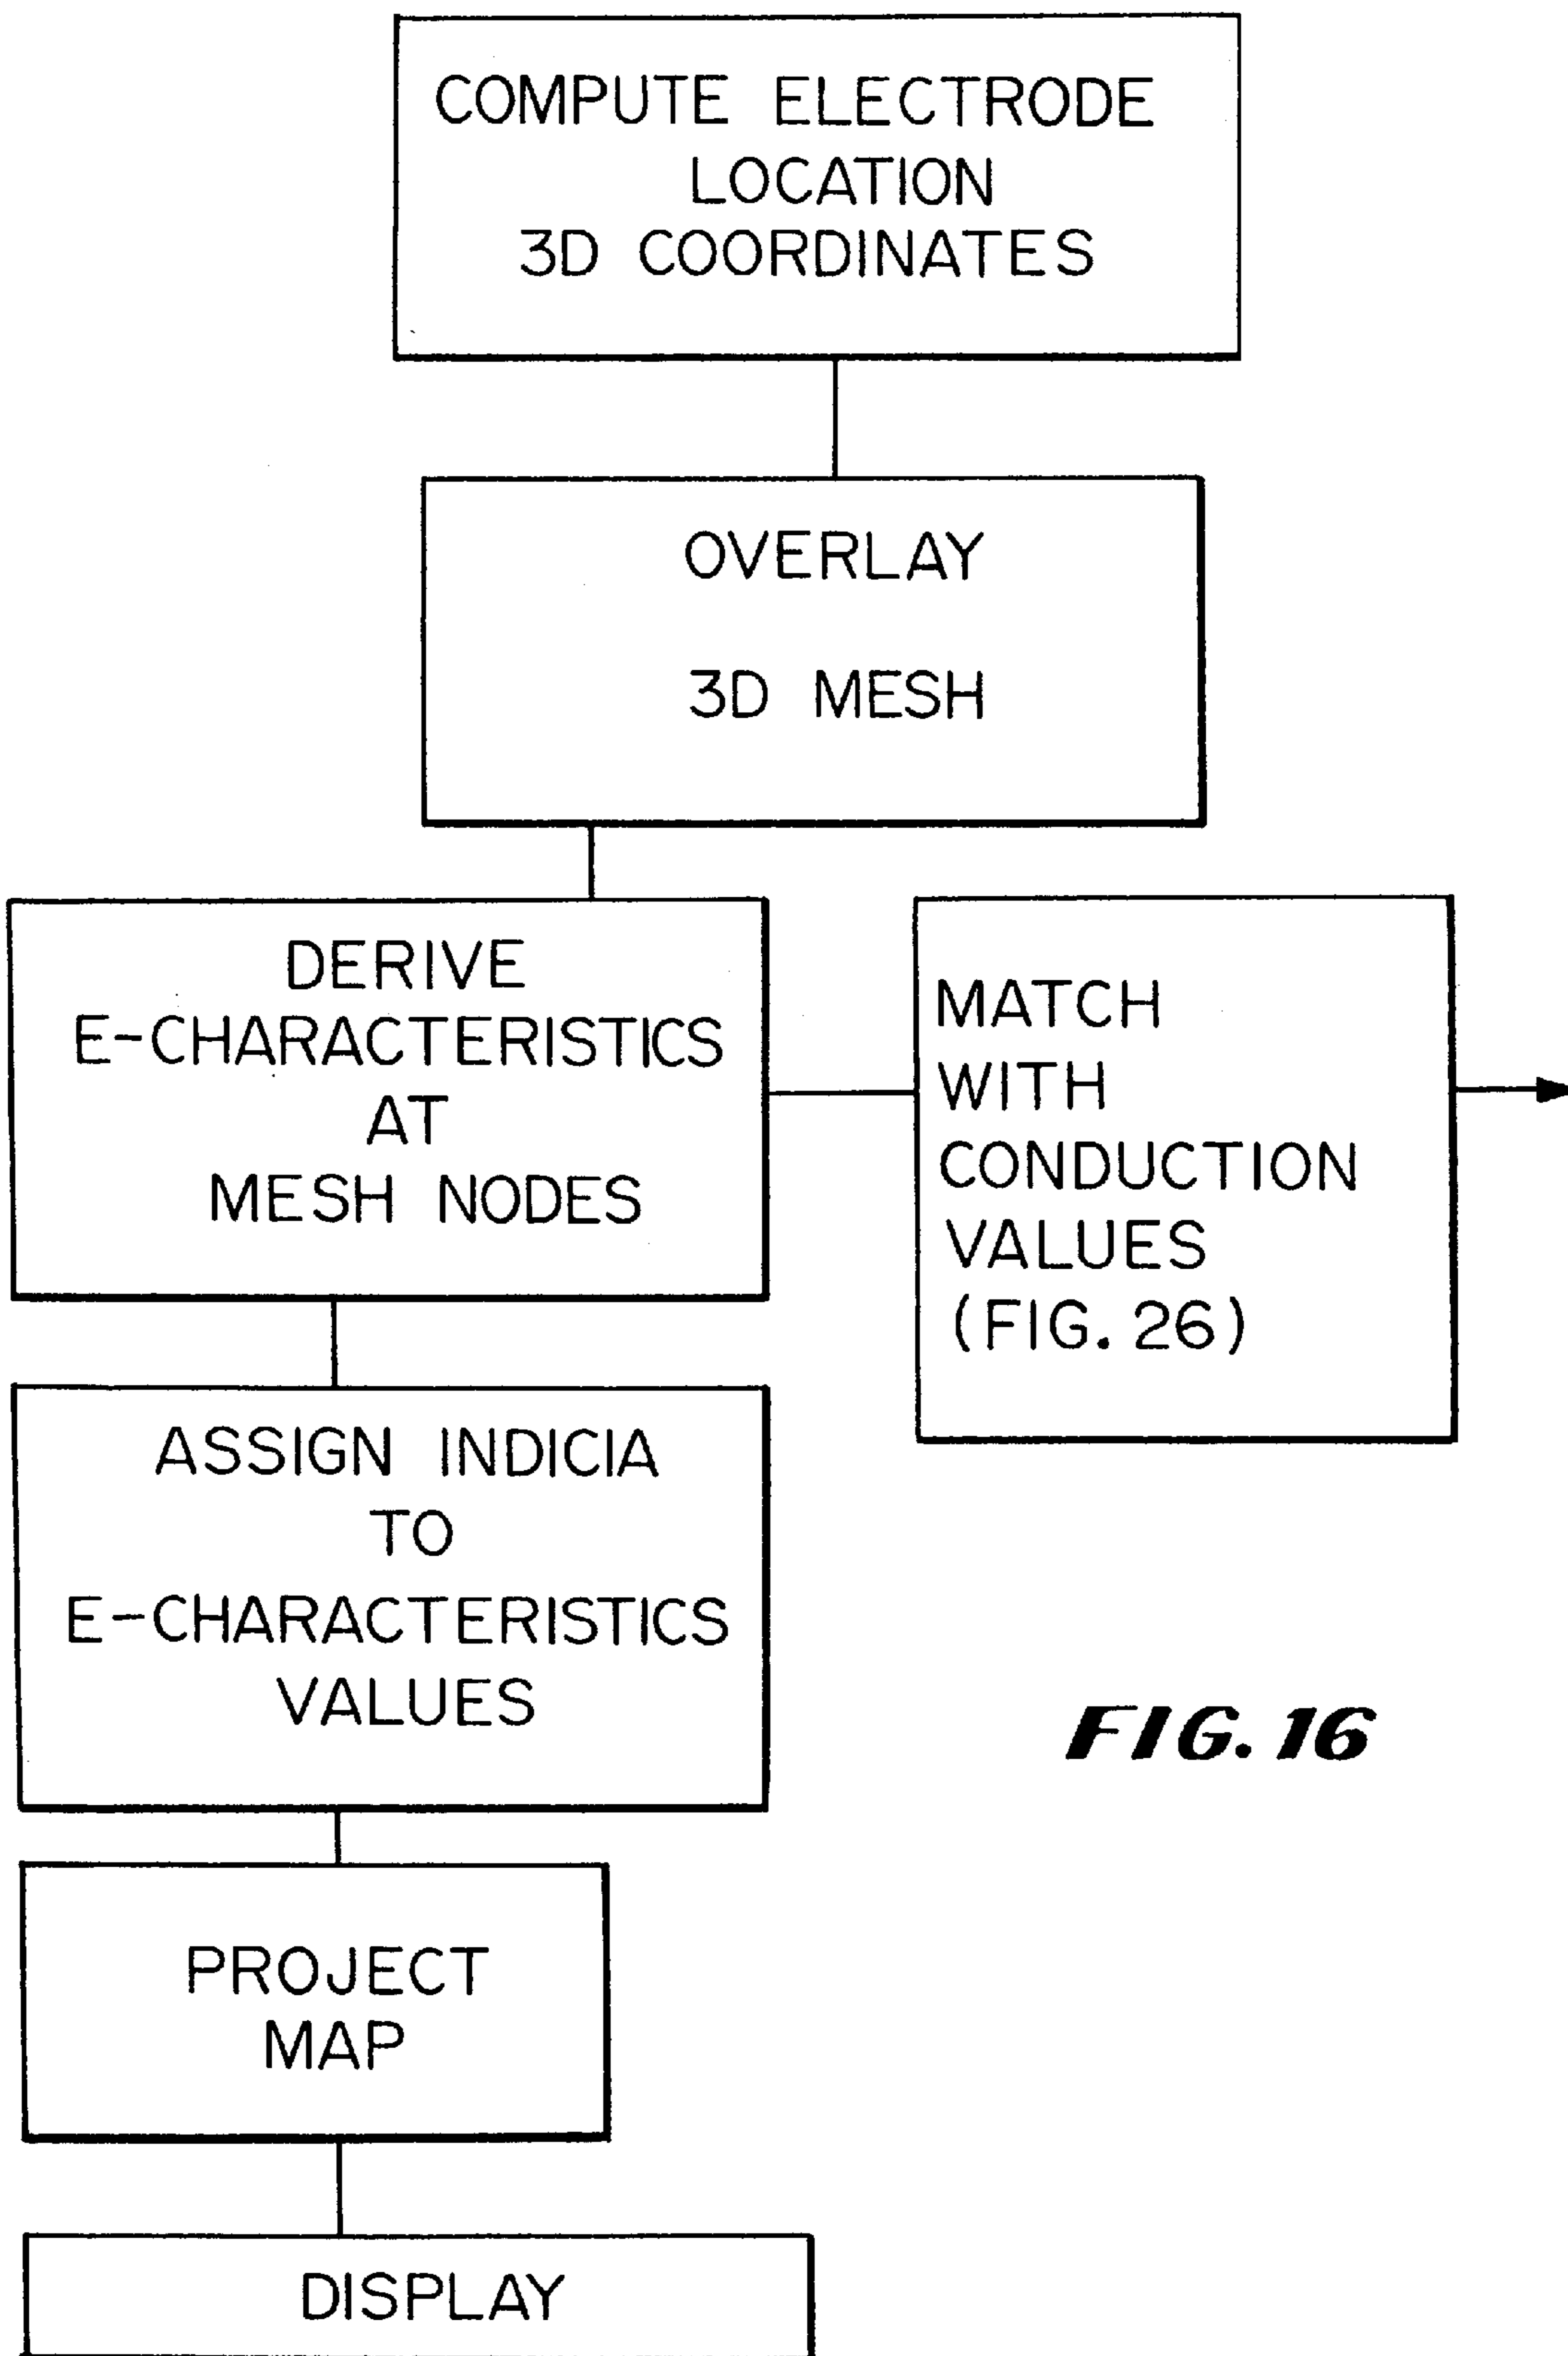 COMPUTE ELECTRODE
LOCATION
3D COORDINATES
OVERLAY
3D MESH
DERIVE
E-CHARACTERISTICS
AT
MESH NODES
MATCH
WITH
CONDUCTION
VALUES
(FIG. 26)
ASSIGN INDICIA
TO
E-CHARACTERISTICS
VALUES
FIG. 16
PROJECT
MAP
DISPLAY